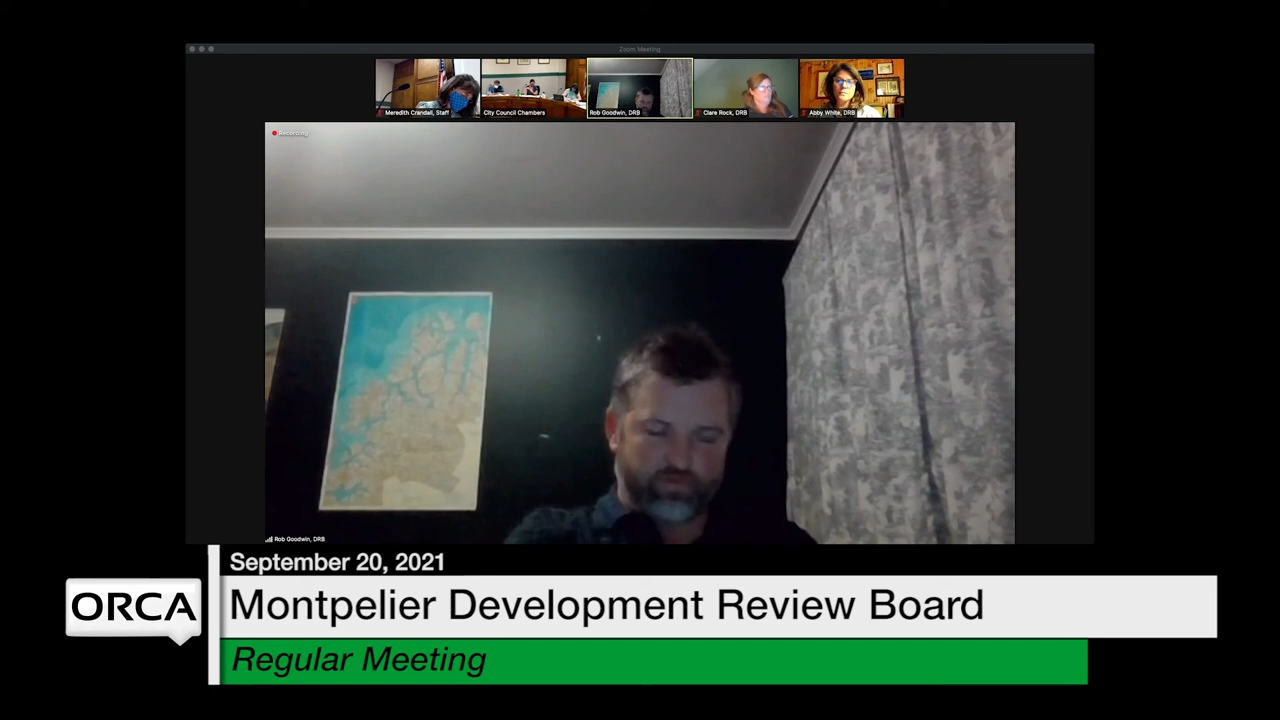 Zoom Meeting
Meredith Crandall, Staff
City Council Chambers
Rob Goodwin, DRB
Clare Rock, DRB
Abby White, DRB
Recording
Rob Goodwin, DRB
September 20, 2021
ORCA
Montpelier Development Review Board
Regular Meeting